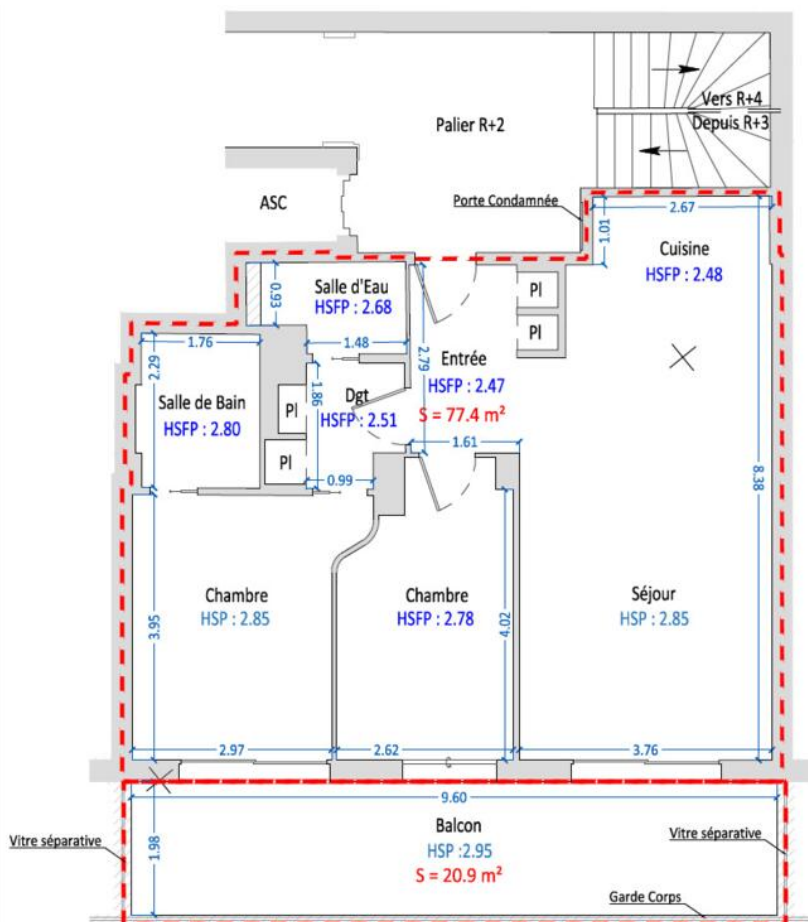 Vers R+4
Depuis R+3
Palier R+2
ASC
Porte Condamnée
2.67
1.01
Cuisine
HSFP : 2.48
Salle d'Eau
HSFP : 2.68
0.93
1.48
Pl
Pl
2.79
Entrée
HSFP : 2.47
S = 77.4 m²
1.61
1.76
2.29
Salle de Bain
HSFP : 2.80
Pl
Pl
1.86
Dgt
HSFP : 2.51
0.99
8.38
Chambre
HSP : 2.85
3.95
2.97
Chambre
HSFP : 2.78
4.02
2.62
Séjour
HSP : 2.85
3.76
9.60
Vitre séparative
1.98
Balcon
HSP :2.95
S = 20.9 m²
Vitre séparative
Garde Corps